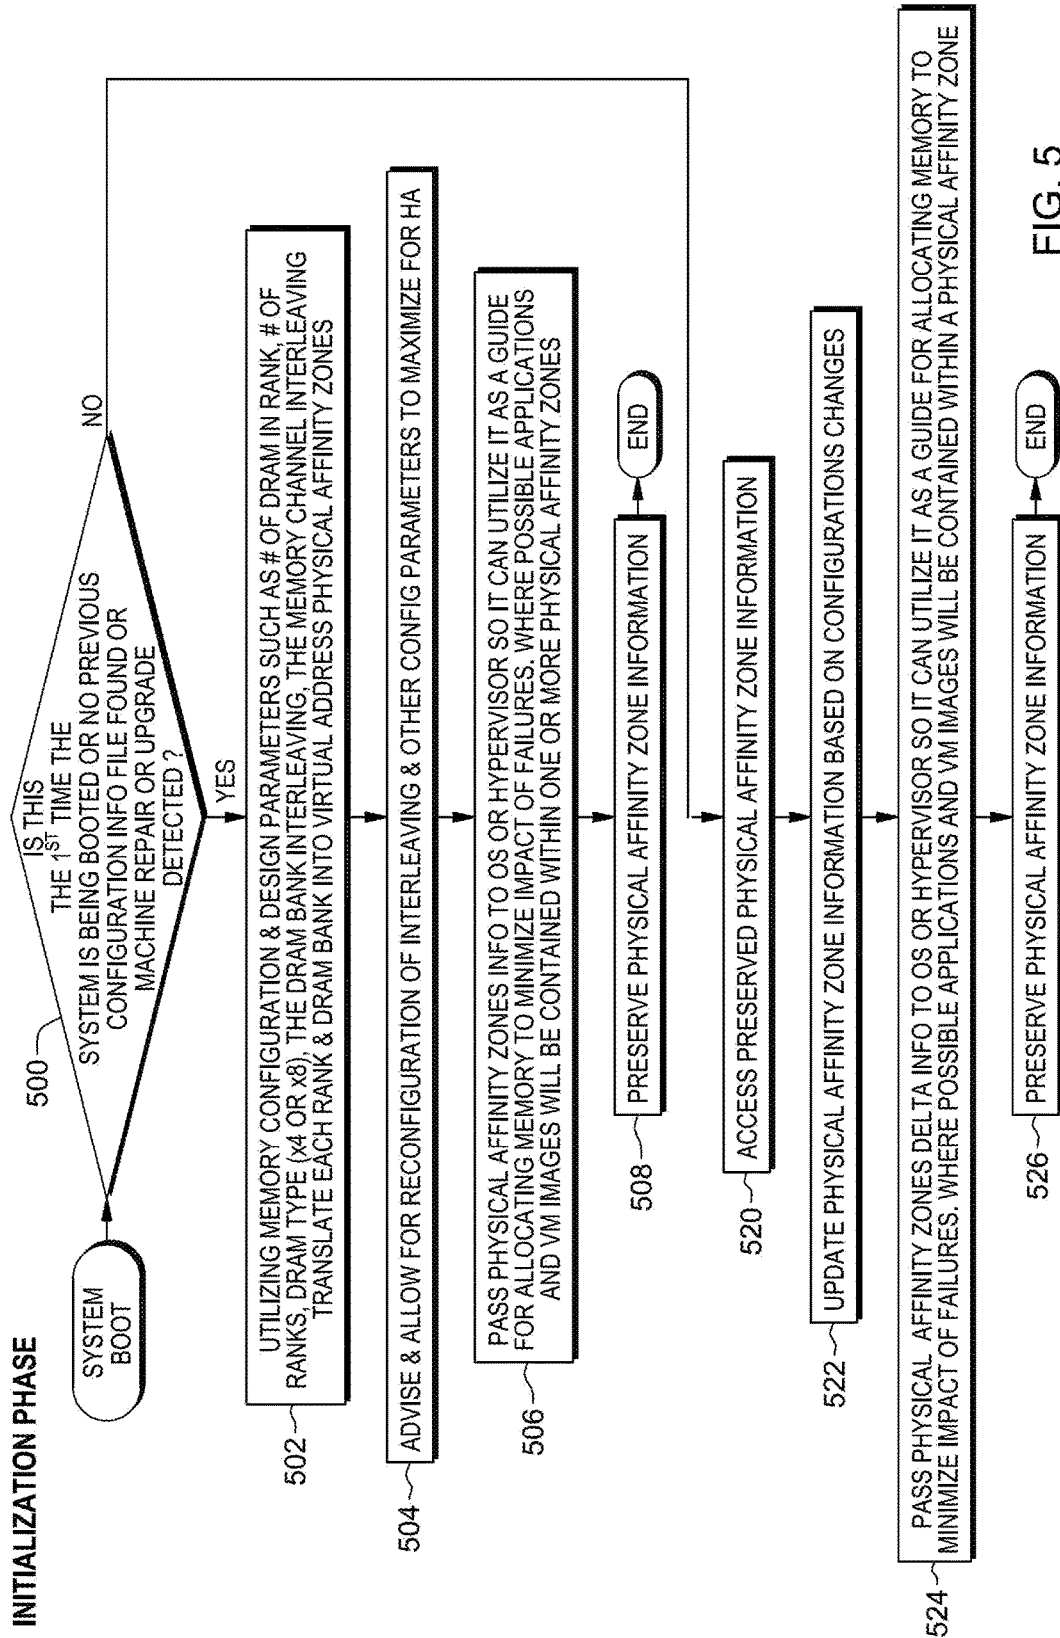 INITIALIZATION PHASE
SYSTEM
BOOT
500
IS THIS
THE 1ST TIME THE
SYSTEM IS BEING BOOTED OR NO PREVIOUS
CONFIGURATION INFO FILE FOUND OR
MACHINE REPAIR OR UPGRADE
DETECTED ?
NO
YES
502
UTILIZING MEMORY CONFIGURATION & DESIGN PARAMETERS SUCH AS # OF DRAM IN RANK, # OF
RANKS, DRAM TYPE (x4 OR x8), THE DRAM BANK INTERLEAVING, THE MEMORY CHANNEL INTERLEAVING
TRANSLATE EACH RANK & DRAM BANK INTO VIRTUAL ADDRESS PHYSICAL AFFINITY ZONES
504
ADVISE & ALLOW FOR RECONFIGURATION OF INTERLEAVING & OTHER CONFIG PARAMETERS TO MAXIMIZE FOR HA
506
PASS PHYSICAL AFFINITY ZONES INFO TO OS OR HYPERVISOR SO IT CAN UTILIZE IT AS A GUIDE
FOR ALLOCATING MEMORY TO MINIMIZE IMPACT OF FAILURES. WHERE POSSIBLE APPLICATIONS
AND VM IMAGES WILL BE CONTAINED WITHIN ONE OR MORE PHYSICAL AFFINITY ZONES
508
PRESERVE PHYSICAL AFFINITY ZONE INFORMATION
END
520
ACCESS PRESERVED PHYSICAL AFFINITY ZONE INFORMATION
522
UPDATE PHYSICAL AFFINITY ZONE INFORMATION BASED ON CONFIGURATIONS CHANGES
524
PASS PHYSICAL AFFINITY ZONES DELTA INFO TO OS OR HYPERVISOR SO IT CAN UTILIZE IT AS A GUIDE FOR ALLOCATING MEMORY TO
MINIMIZE IMPACT OF FAILURES. WHERE POSSIBLE APPLICATIONS AND VM IMAGES WILL BE CONTAINED WITHIN A PHYSICAL AFFINITY ZONE
526
PRESERVE PHYSICAL AFFINITY ZONE INFORMATION
END
FIG. 5